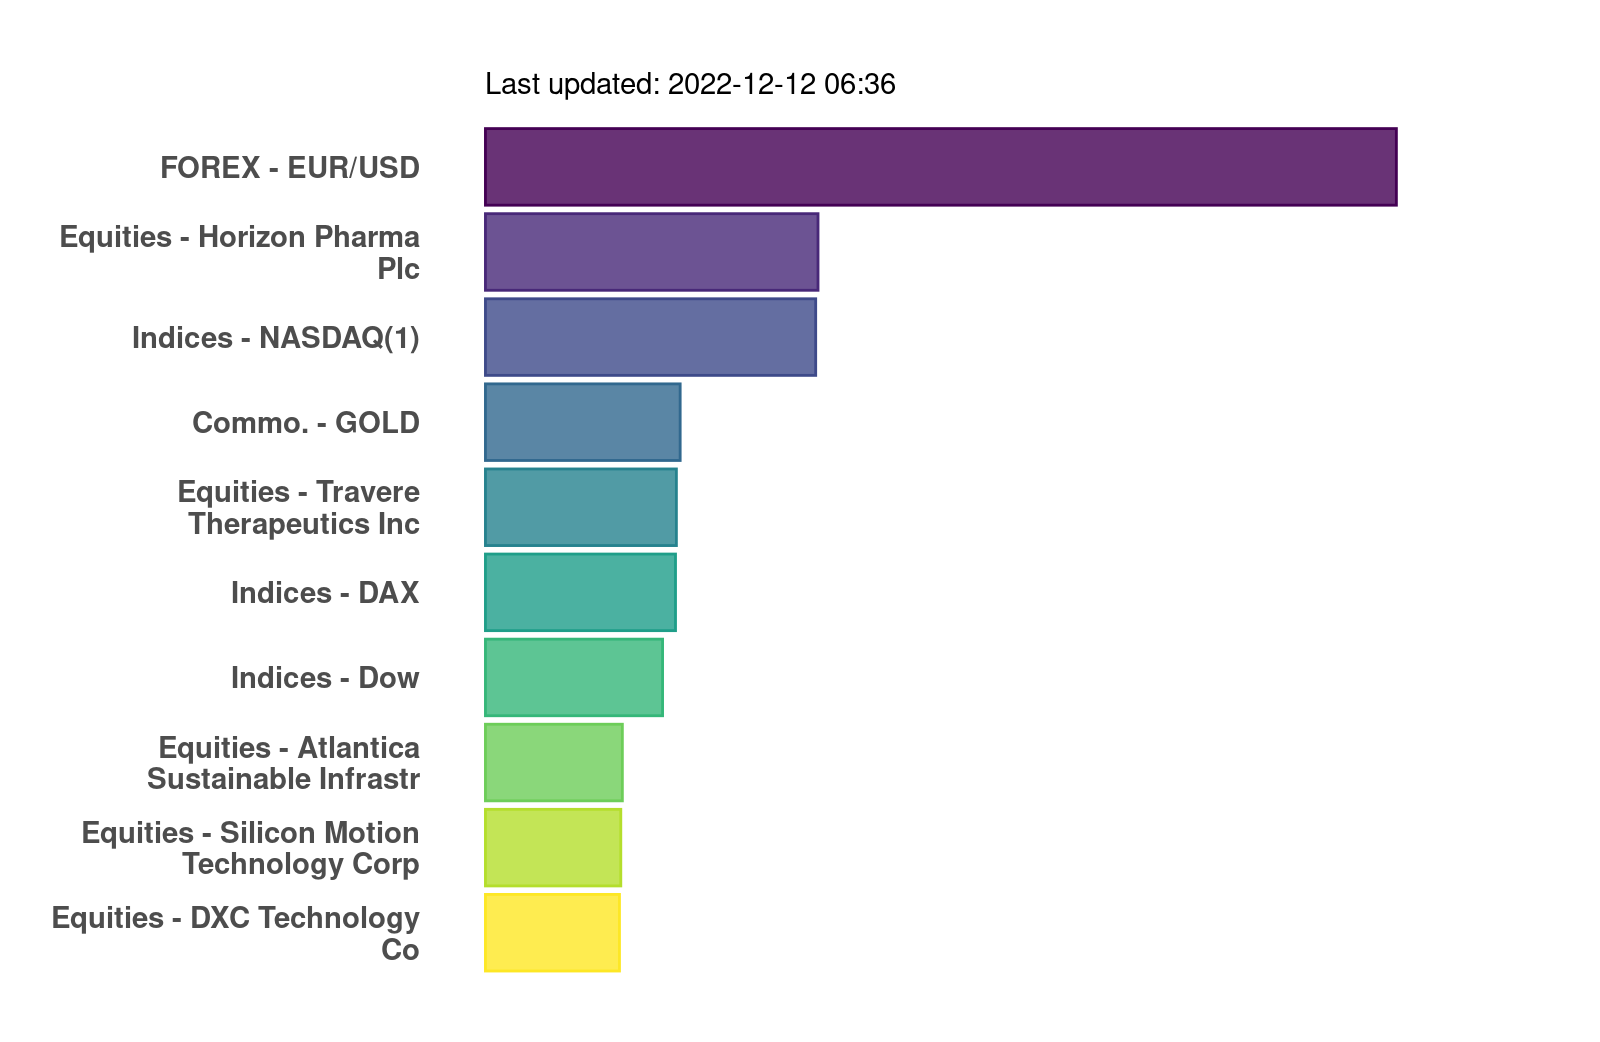 Last updated: 2022-12-12 06:36
FOREX - EUR/USD
Equities - Horizon Pharma
Plc
Indices - NASDAQ(1)
Commo. - GOLD
Equities - Travere
Therapeutics Inc
Indices - DAX
Indices - Dow
Equities - Atlantica
Sustainable Infrastr
Equities - Silicon Motion
Technology Corp
Equities - DXC Technology
Co